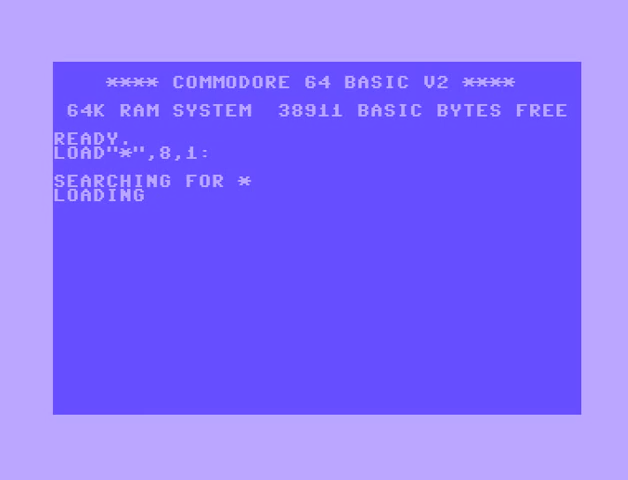 **** COMMODORE 64 BASIC V2 ****
64K RAM SYSTEM  38911 BASIC BYTES FREE
READY.
LOAD"*",8,1:
SEARCHING FOR *
LOADING